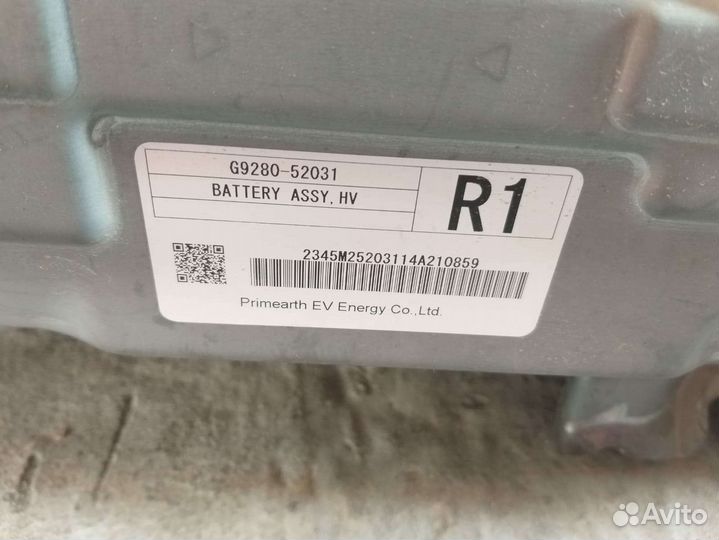 G9280-52031
BATTERY ASSY, HV
R1
2345M25203114A210859
Primearth EV Energy Co.,Ltd.
Avito